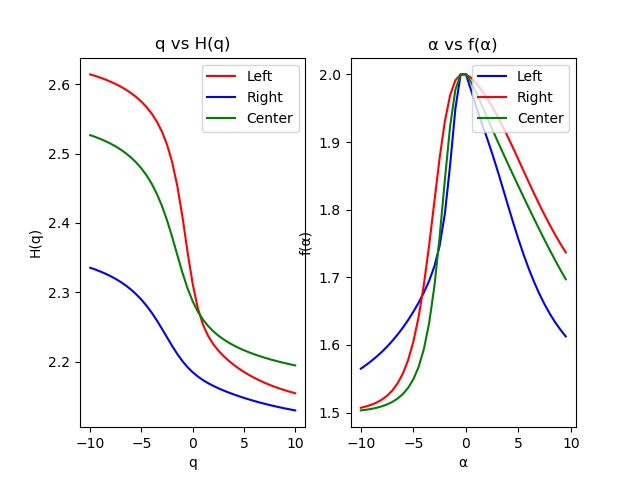 q vs H(q)
H(q)
2.6
2.5
2.4
2.3
2.2
−10
−5
0
5
10
q
Left
Right
Center
α vs f(α)
f(α)
2.0
1.9
1.8
1.7
1.6
1.5
−10
−5
0
5
10
α
Left
Right
Center